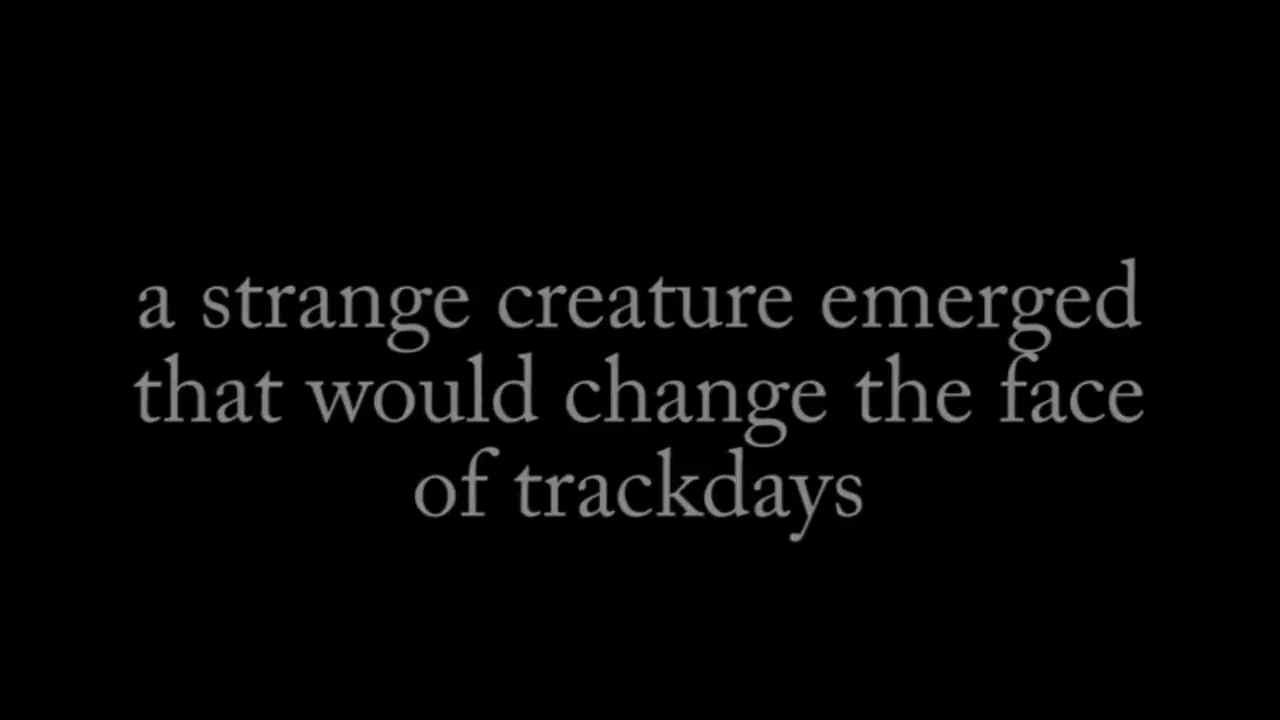 a strange creature emerged
that would change the face
of trackdays